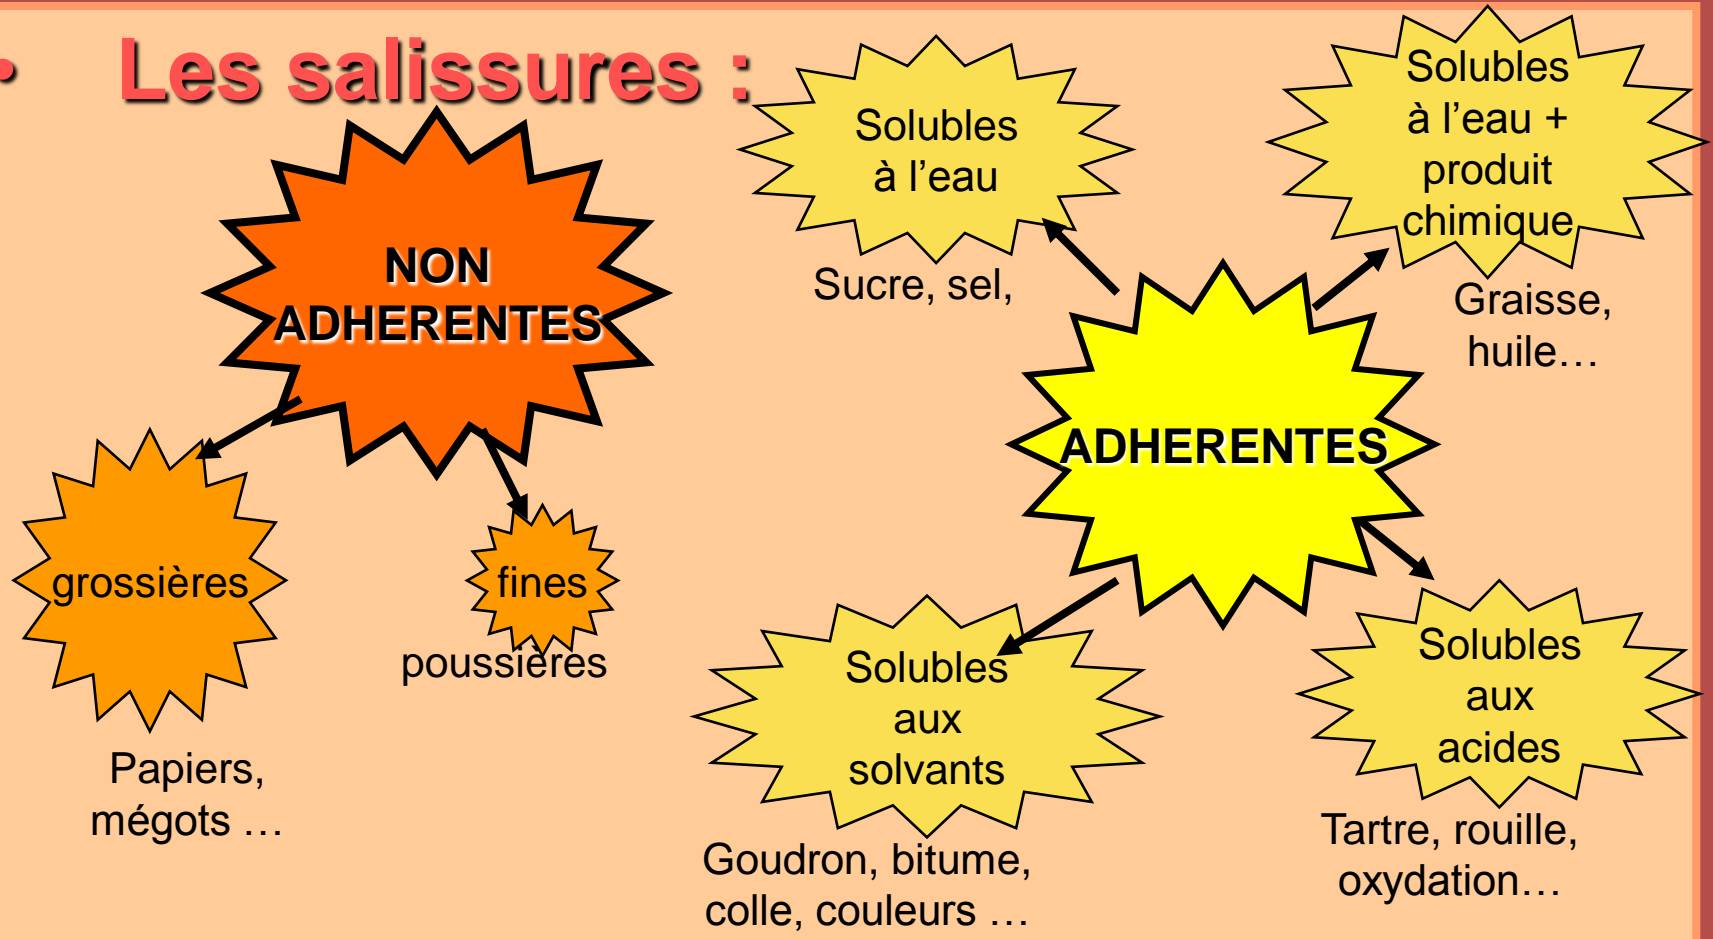 • Les salissures :
NON
ADHERENTES
grossières
Papiers,
mégots …
fines
poussières
ADHERENTES
Solubles
à l’eau
Sucre, sel,
Solubles
à l’eau +
produit
chimique
Graisse,
huile…
Solubles
aux
solvants
Goudron, bitume,
colle, couleurs …
Solubles
aux
acides
Tartre, rouille,
oxydation…